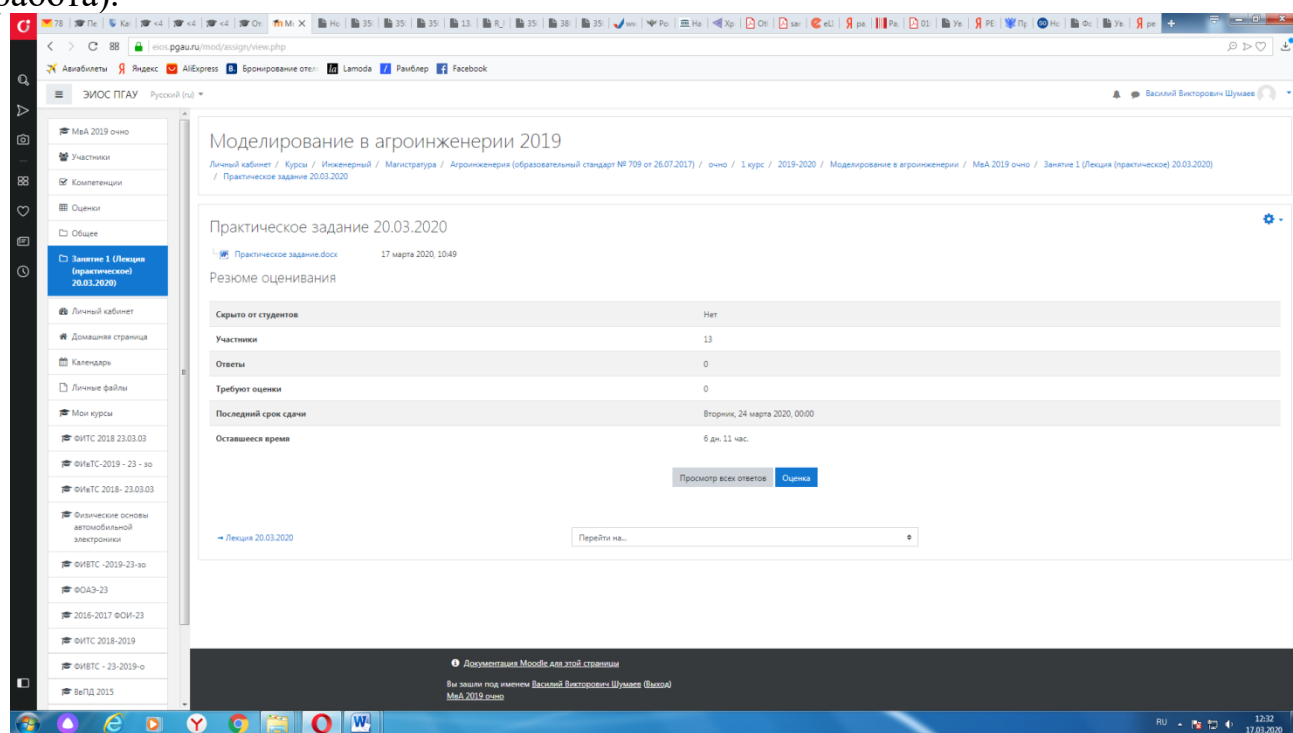 работа).
eios.pgau.ru/mod/assign/view.php
Авиабилеты Яндекс AliExpress Бронирование отел Lamoda Рамблер Facebook
ЭИОС ПГАУ Русский (ru)
Василий Викторович Шумаев
МвА 2019 очно
Участники
Компетенции
Оценки
Общее
Занятие 1 (Лекция
(практическое)
20.03.2020)
Личный кабинет
Домашняя страница
Календарь
Личные файлы
Мои курсы
ФИТС 2018 23.03.03
ФИвТС-2019 - 23 - зо
ФИвТС 2018- 23.03.03
Физические основы
автомобильной
электроники
ФИВТС -2019-23-зо
ФОАЭ-23
2016-2017 ФОИ-23
ФИТС 2018-2019
ФИВТС - 23-2019-о
ВвПД 2015
Моделирование в агроинженерии 2019
Личный кабинет / Курсы / Инженерный / Магистратура / Агроинженерия (образовательный стандарт № 709 от 26.07.2017) / очно / 1 курс / 2019-2020 / Моделирование в агроинженерии / МвА 2019 очно / Занятие 1 (Лекция (практическое) 20.03.2020)
/ Практическое задание 20.03.2020
Практическое задание 20.03.2020
Практическое задание.docx 17 марта 2020, 10:49
Резюме оценивания
Скрыто от студентов Нет
Участники 13
Ответы 0
Требуют оценки 0
Последний срок сдачи Вторник, 24 марта 2020, 00:00
Оставшееся время 6 дн. 11 час.
Просмотр всех ответов Оценка
→ Лекция 20.03.2020 Перейти на...
Документация Moodle для этой страницы
Вы зашли под именем Василий Викторович Шумаев (Выход)
МвА 2019 очно
RU 12:32
17.03.2020